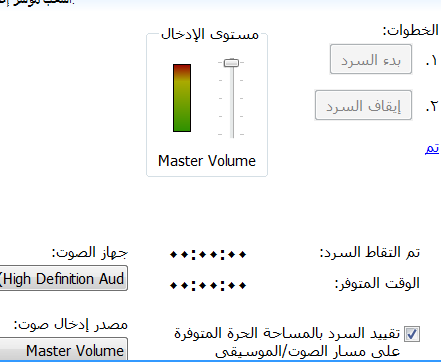 الخطوات:
١. بدء السرد
٢. إيقاف السرد
تم
مستوى الإدخال
Master Volume
تم التقاط السرد: ٠٠:٠٠:٠٠
الوقت المتوفر: ٠٠:٠٠:٠٠
تقييد السرد بالمساحة الحرة المتوفرة
على مسار الصوت/الموسيقى
جهاز الصوت:
(High Definition Aud
مصدر إدخال صوت:
Master Volume